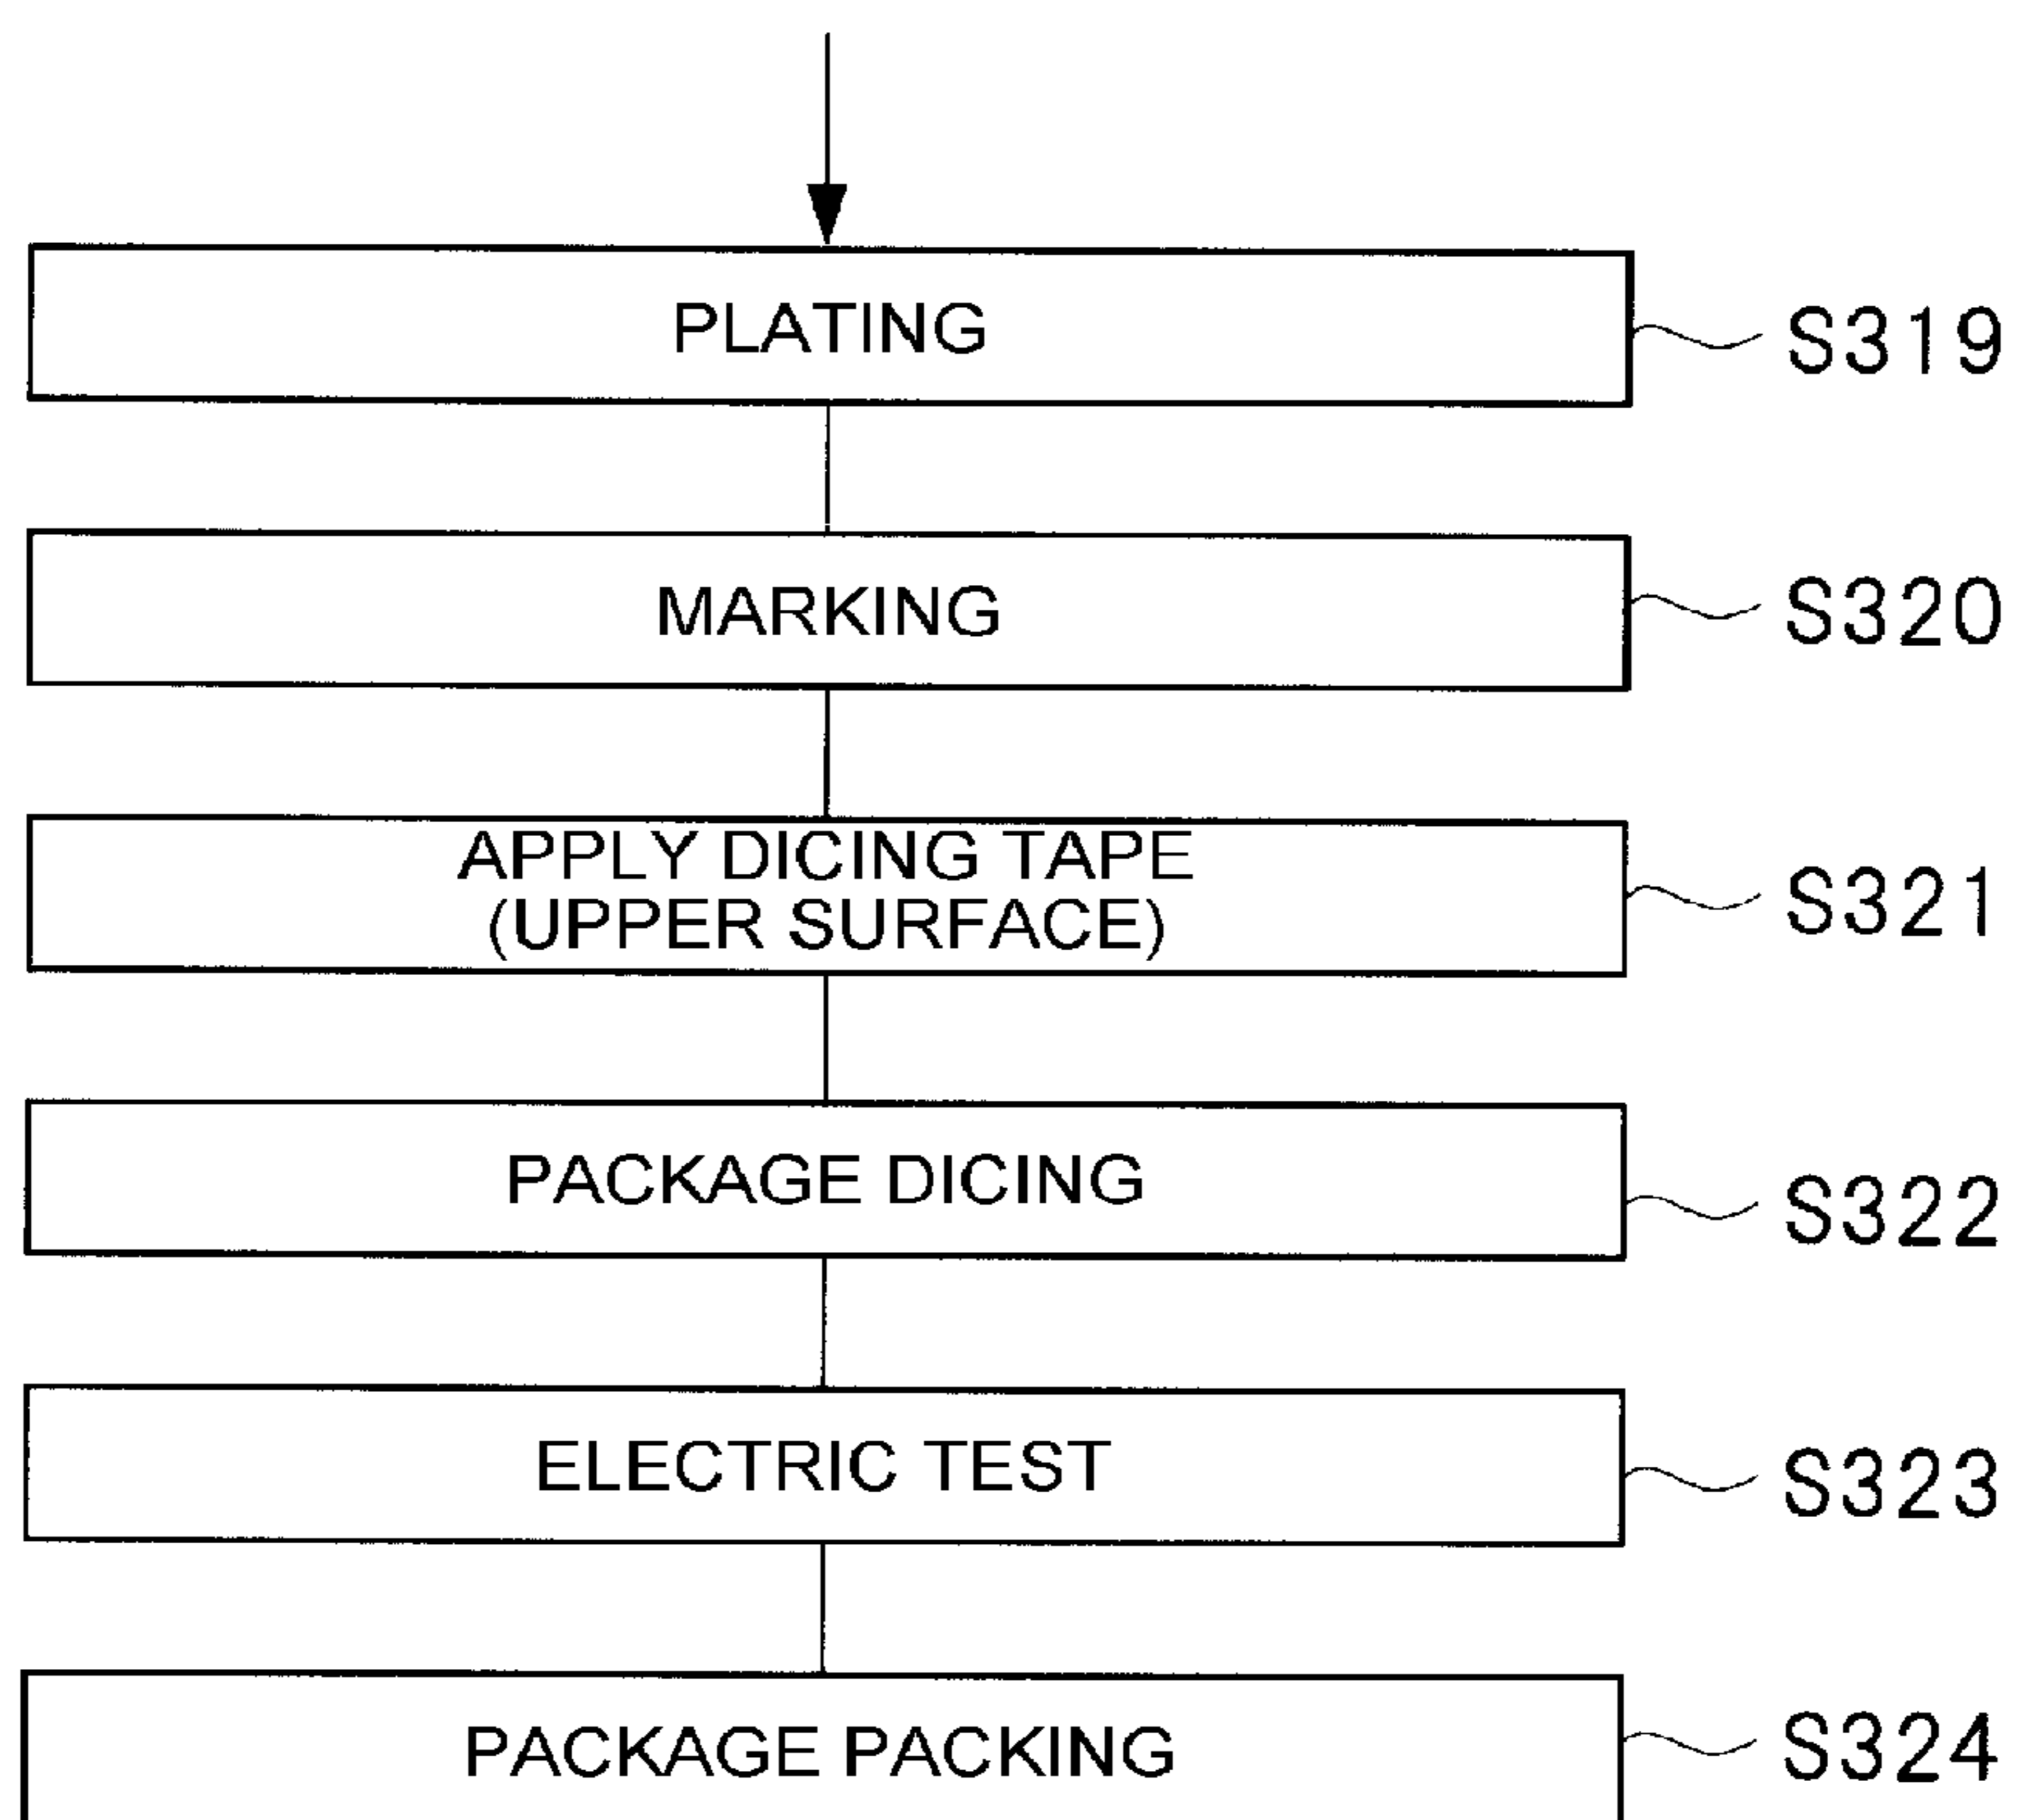 PLATING
S319
MARKING
S320
APPLY DICING TAPE
(UPPER SURFACE)
S321
PACKAGE DICING
S322
ELECTRIC TEST
S323
PACKAGE PACKING
S324